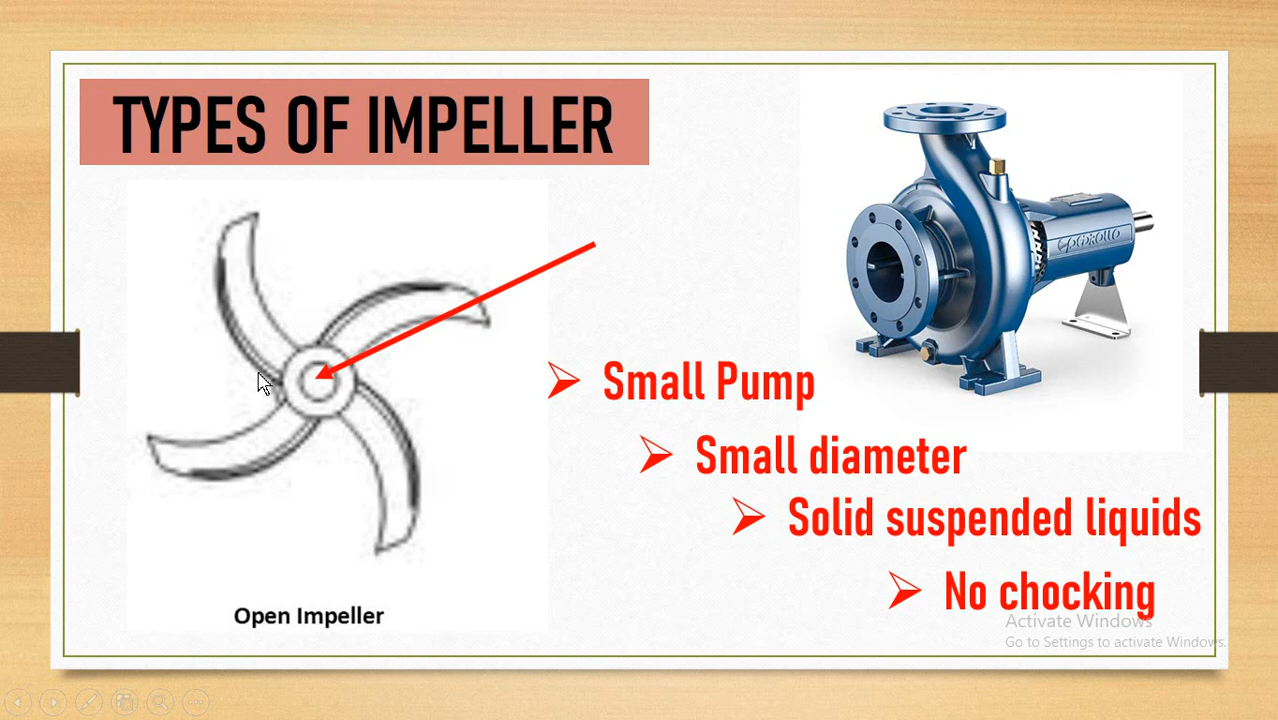 TYPES OF IMPELLER
Small Pump
Small diameter
Solid suspended liquids
No chocking
Open Impeller
Activate Windows
Go to Settings to activate Windows.